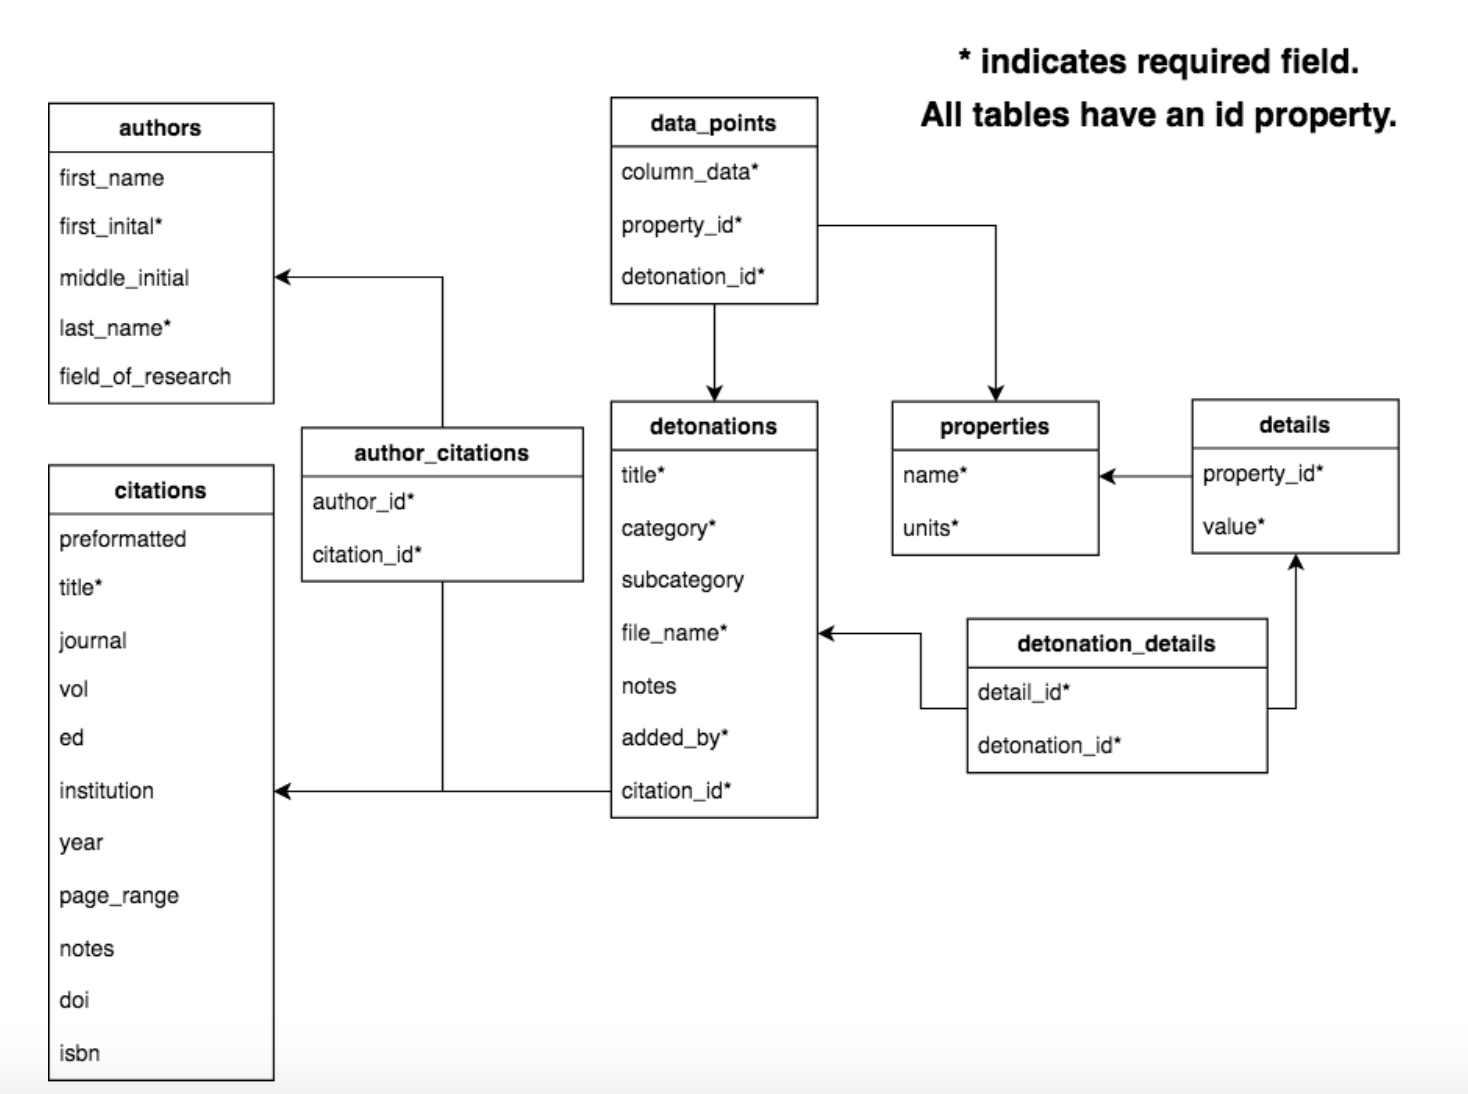 * indicates required field.
All tables have an id property.
authors
first_name
first_inital*
middle_initial
last_name*
field_of_research
citations
preformatted
title*
journal
vol
ed
institution
year
page_range
notes
doi
isbn
author_citations
author_id*
citation_id*
data_points
column_data*
property_id*
detonation_id*
detonations
title*
category*
subcategory
file_name*
notes
added_by*
citation_id*
properties
name*
units*
details
property_id*
value*
detonation_details
detail_id*
detonation_id*